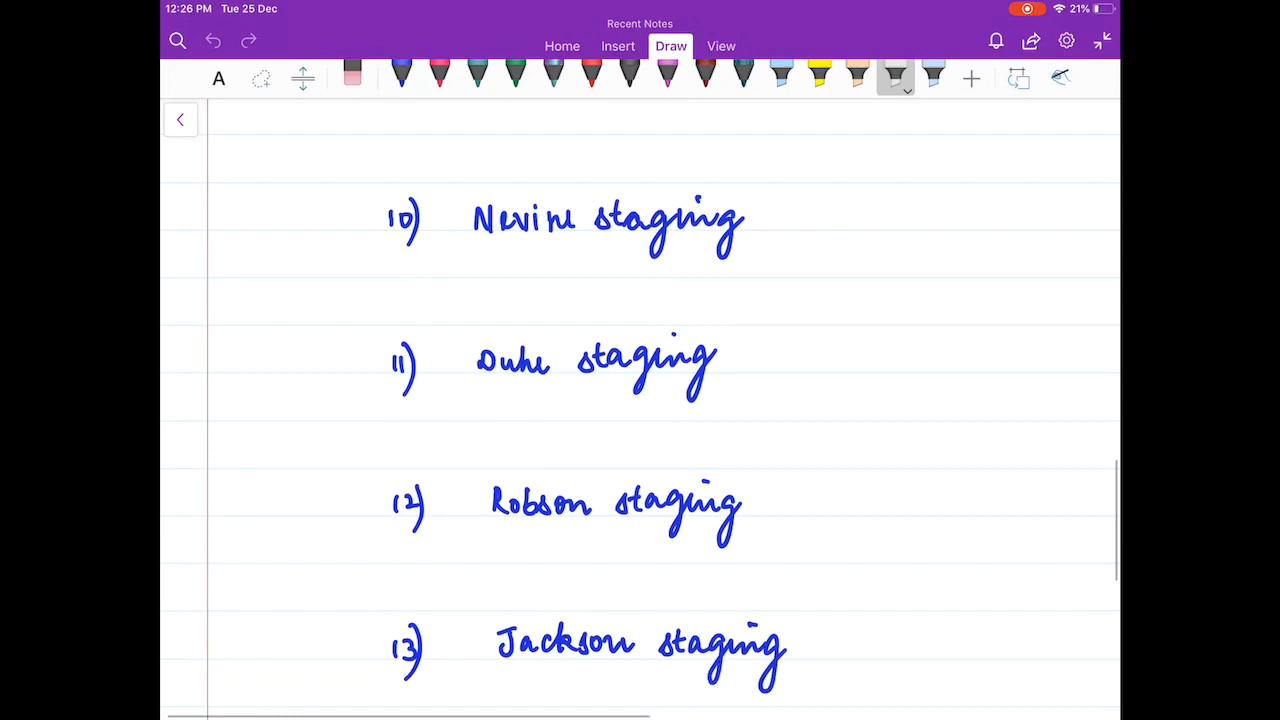 12:26 PM Tue 25 Dec
21%
Recent Notes
Home Insert Draw View
A
10) Nevine staging
11) Duke staging
12) Robson staging
13) Jackson staging